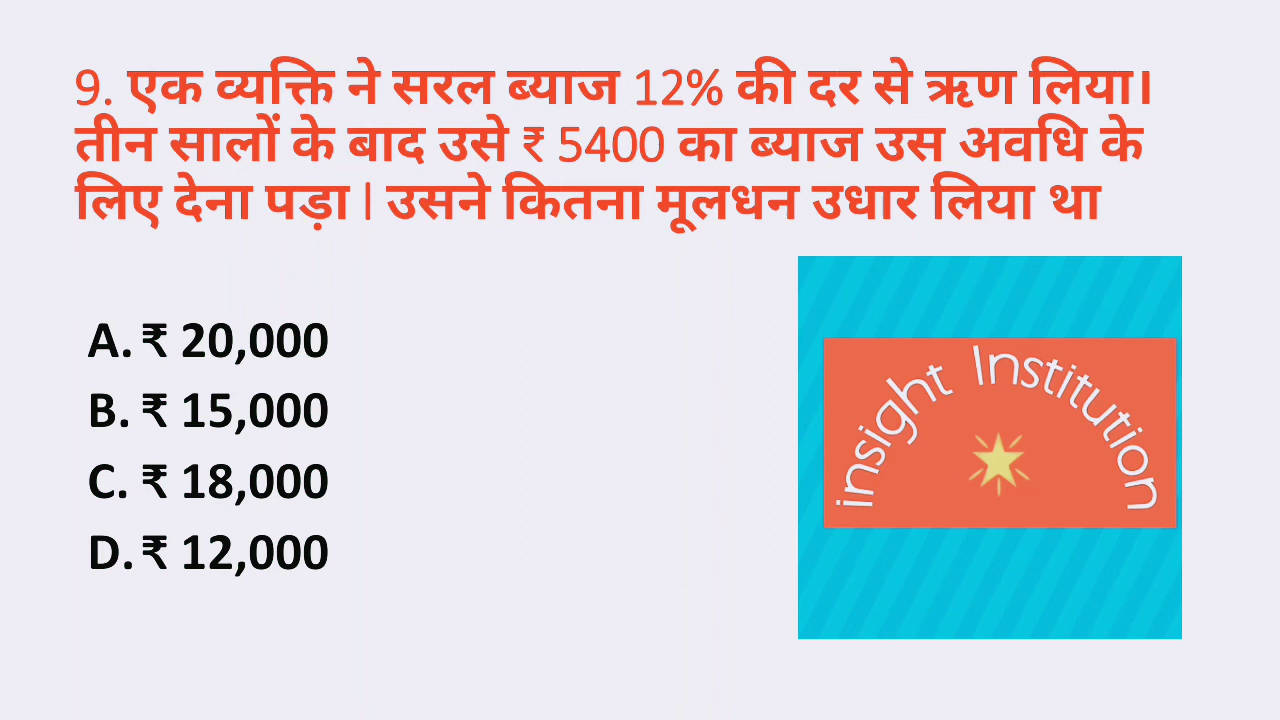 9. एक व्यक्ति ने सरल ब्याज 12% की दर से ऋण लिया।
तीन सालों के बाद उसे ₹ 5400 का ब्याज उस अवधि के
लिए देना पड़ा | उसने कितना मूलधन उधार लिया था
A. ₹ 20,000
B. ₹ 15,000
C. ₹ 18,000
D. ₹ 12,000
insight Institution